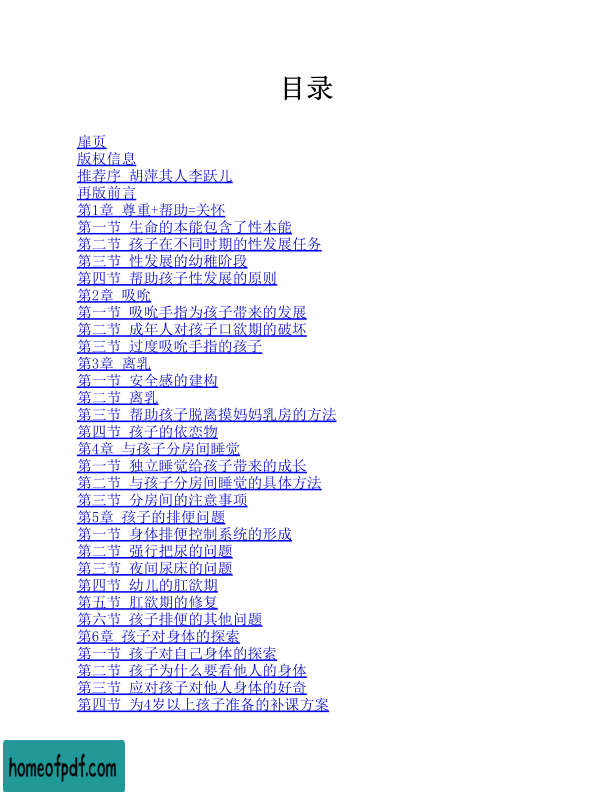 目录
扉页
版权信息
推荐序 胡萍其人李跃儿
再版前言
第1章 尊重+帮助=关怀
第一节 生命的本能包含了性本能
第二节 孩子在不同时期的性发展任务
第三节 性发展的幼稚阶段
第四节 帮助孩子性发展的原则
第2章 吸吮
第一节 吸吮手指为孩子带来的发展
第二节 成年人对孩子口欲期的破坏
第三节 过度吸吮手指的孩子
第3章 离乳
第一节 安全感的建构
第二节 离乳
第三节 帮助孩子脱离摸妈妈乳房的方法
第四节 孩子的依恋物
第4章 与孩子分房间睡觉
第一节 独立睡觉给孩子带来的成长
第二节 与孩子分房间睡觉的具体方法
第三节 分房间的注意事项
第5章 孩子的排便问题
第一节 身体排便控制系统的形成
第二节 强行把尿的问题
第三节 夜间尿床的问题
第四节 幼儿的肛欲期
第五节 肛欲期的修复
第六节 孩子排便的其他问题
第6章 孩子对身体的探索
第一节 孩子对自己身体的探索
第二节 孩子为什么要看他人的身体
第三节 应对孩子对他人身体的好奇
第四节 为4岁以上孩子准备的补课方案
homeofpdf.com